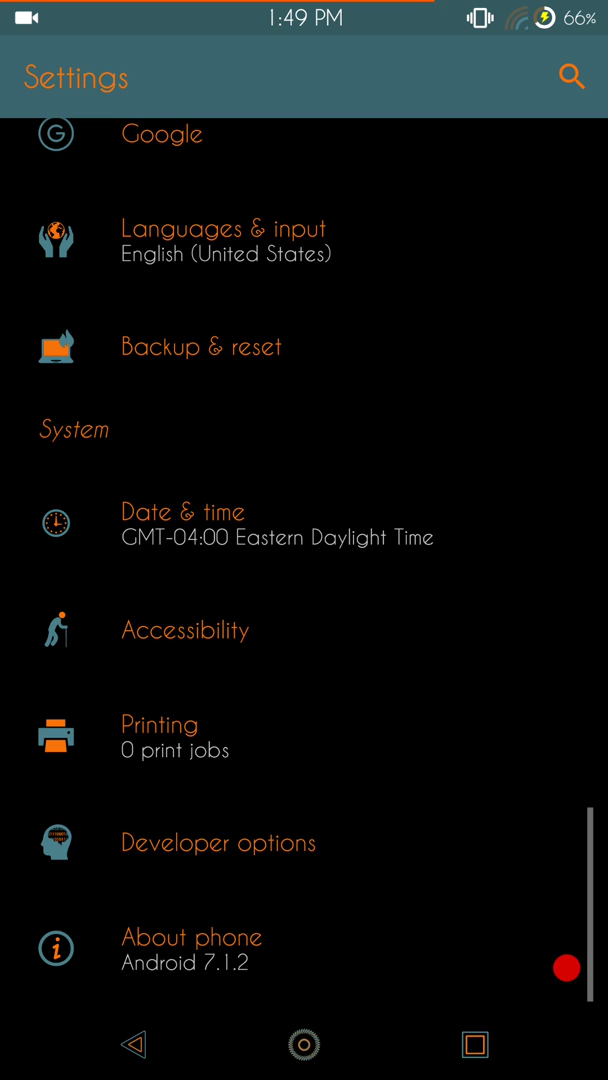 1:49 PM
66%
Settings
Google
Languages & input
English (United States)
Backup & reset
System
Date & time
GMT-04:00 Eastern Daylight Time
Accessibility
Printing
0 print jobs
Developer options
About phone
Android 7.1.2